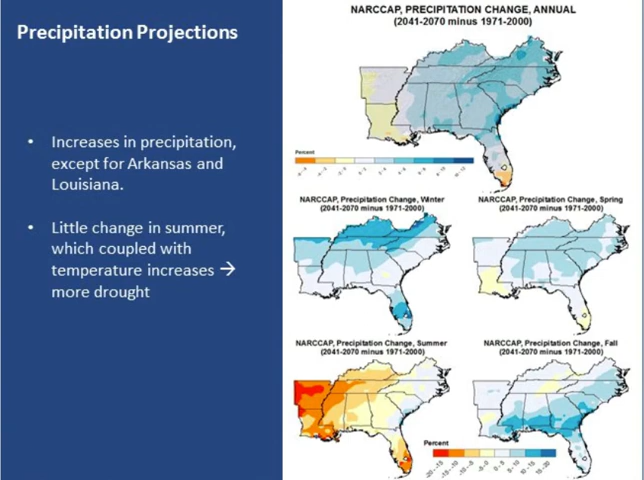 Precipitation Projections
• Increases in precipitation,
except for Arkansas and
Louisiana.
• Little change in summer,
which coupled with
temperature increases →
more drought
NARCCAP, PRECIPITATION CHANGE, ANNUAL
(2041-2070 minus 1971-2000)
Percent
NARCCAP, Precipitation Change, Winter
(2041-2070 minus 1971-2000)
NARCCAP, Precipitation Change, Spring
(2041-2070 minus 1971-2000)
NARCCAP, Precipitation Change, Summer
(2041-2070 minus 1971-2000)
NARCCAP, Precipitation Change, Fall
(2041-2070 minus 1971-2000)
Percent